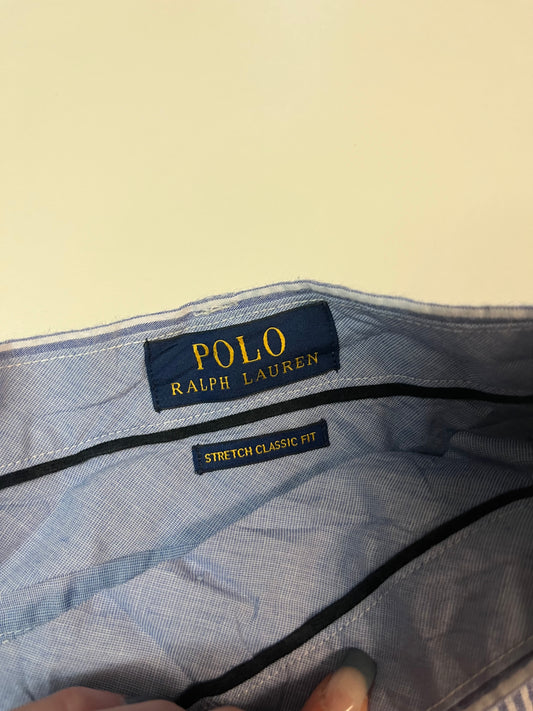 POLO
RALPH LAUREN
STRETCH CLASSIC FIT